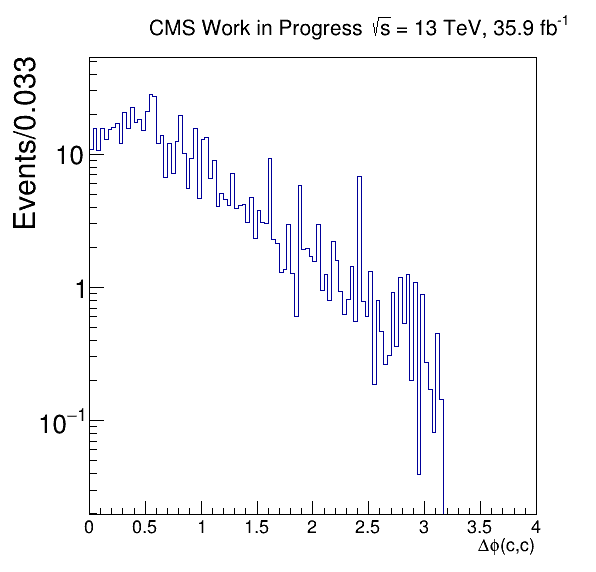 CMS Work in Progress √s = 13 TeV, 35.9 fb⁻¹
Events/0.033
10
1
10⁻¹
0 0.5 1 1.5 2 2.5 3 3.5 4
Δϕ(c,c)